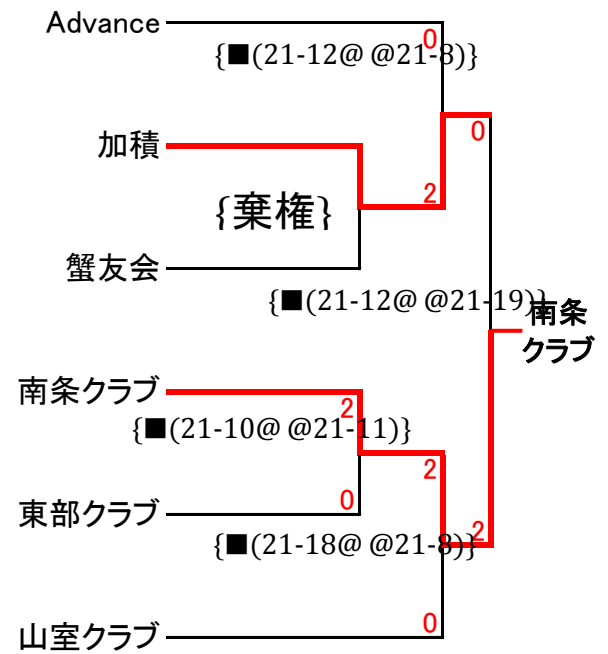 Advance
0
{■(21-12@ @21-8)}
加積
0
2
{棄権}
蟹友会
{■(21-12@ @21-19)}
南条
クラブ
南条クラブ
2
{■(21-10@ @21-11)}
2
0
東部クラブ
2
{■(21-18@ @21-8)}
0
山室クラブ